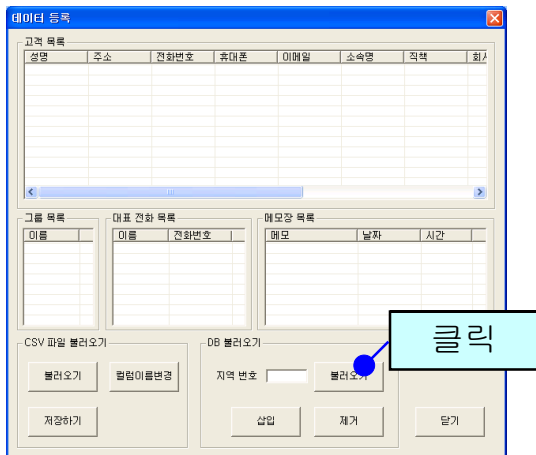 데이터 등록
고객 목록
성명 주소 전화번호 휴대폰 이메일 소속명 직책
그룹 목록 대표 전화 목록 메모장 목록
이름 이름 전화번호 메모 날짜 시간
클릭
CSV 파일 불러오기 DB 불러오기
불러오기 컬럼이름변경 지역 번호 불러오기
저장하기 삽입 제거 닫기